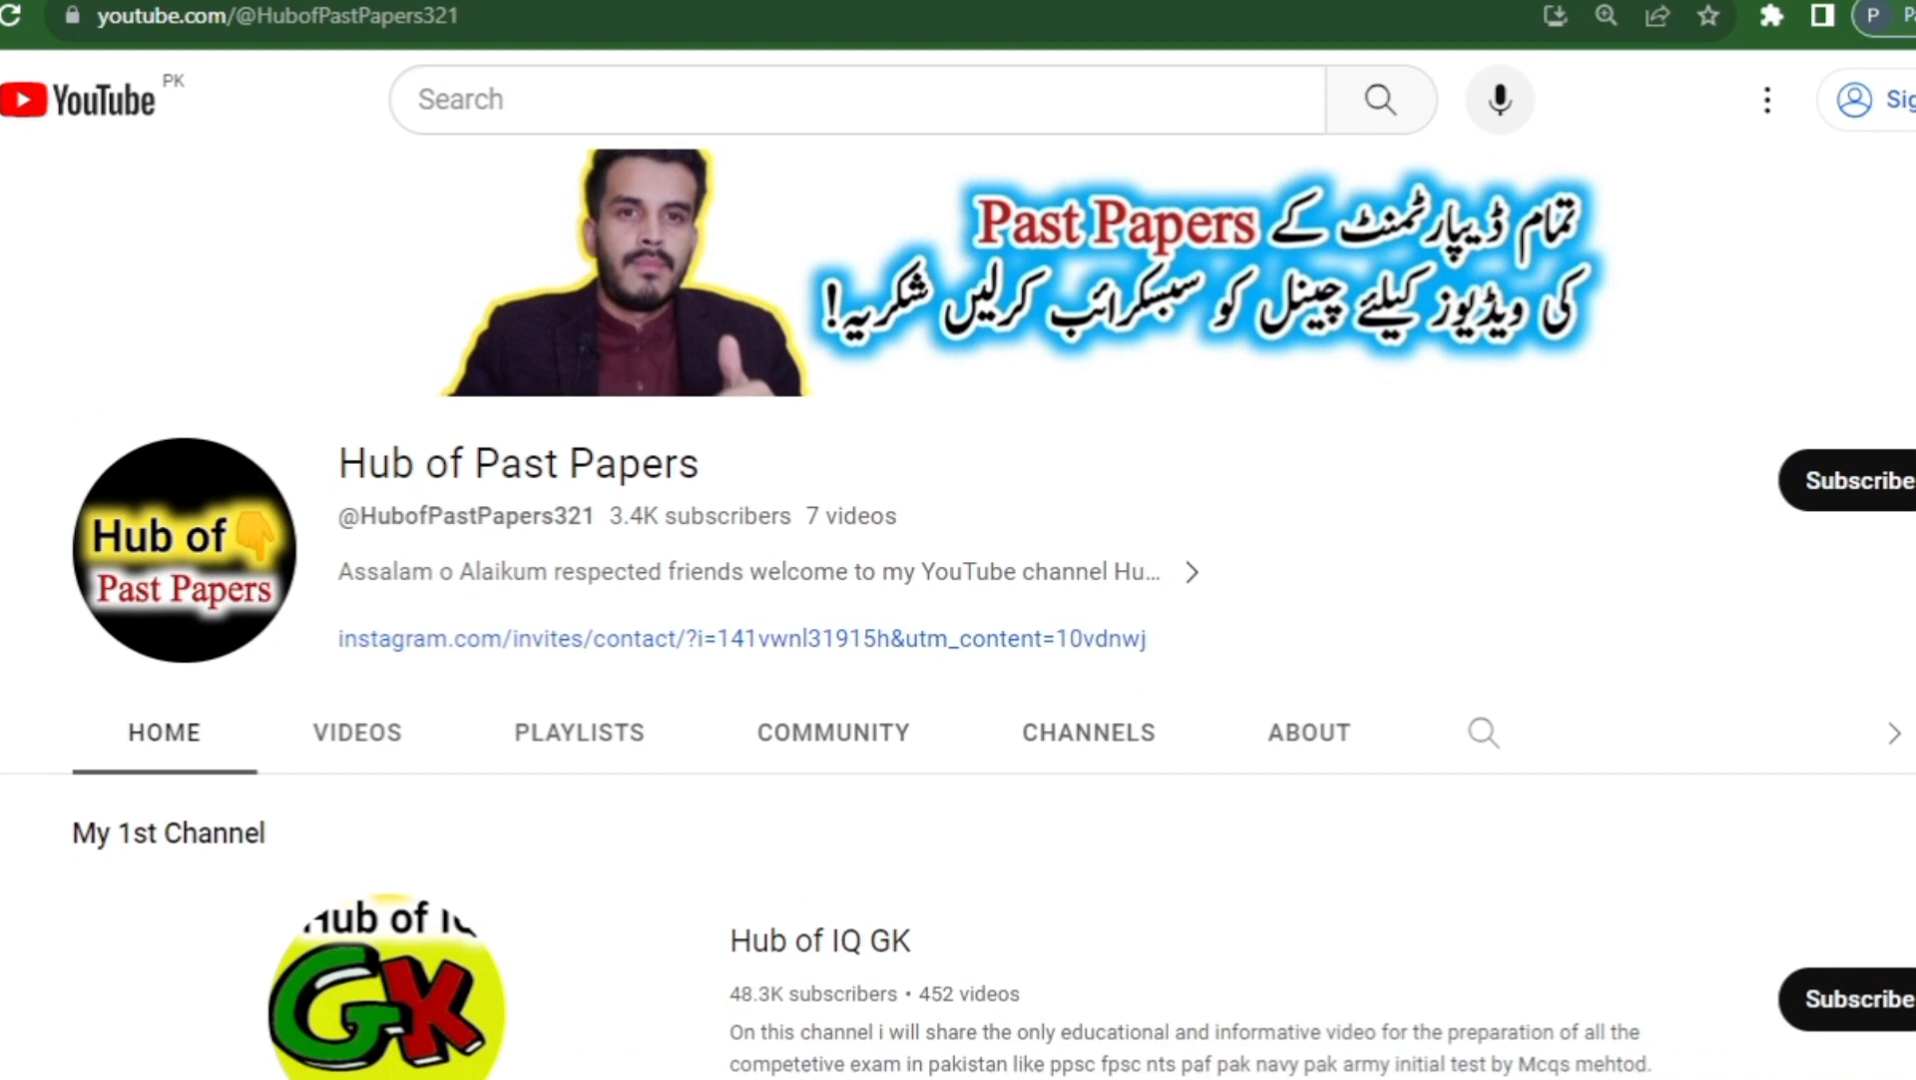 youtube.com/@HubofPastPapers321
P
YouTube PK
Search
تمام ڈیپارٹمنٹ کے Past Papers
کی ویڈیوز کیلئے چینل کو سبسکرائب کرلیں شکریہ!
Hub of Past Papers
@HubofPastPapers321 3.4K subscribers 7 videos
Subscribe
Hub of👇
Past Papers
Assalam o Alaikum respected friends welcome to my YouTube channel Hu...
instagram.com/invites/contact/?i=141vwnl31915h&utm_content=10vdnwj
HOME VIDEOS PLAYLISTS COMMUNITY CHANNELS ABOUT
My 1st Channel
Hub of
GK
Hub of IQ GK
48.3K subscribers • 452 videos
Subscribe
On this channel i will share the only educational and informative video for the preparation of all the
competetive exam in pakistan like ppsc fpsc nts paf pak navy pak army initial test by Mcqs mehtod.